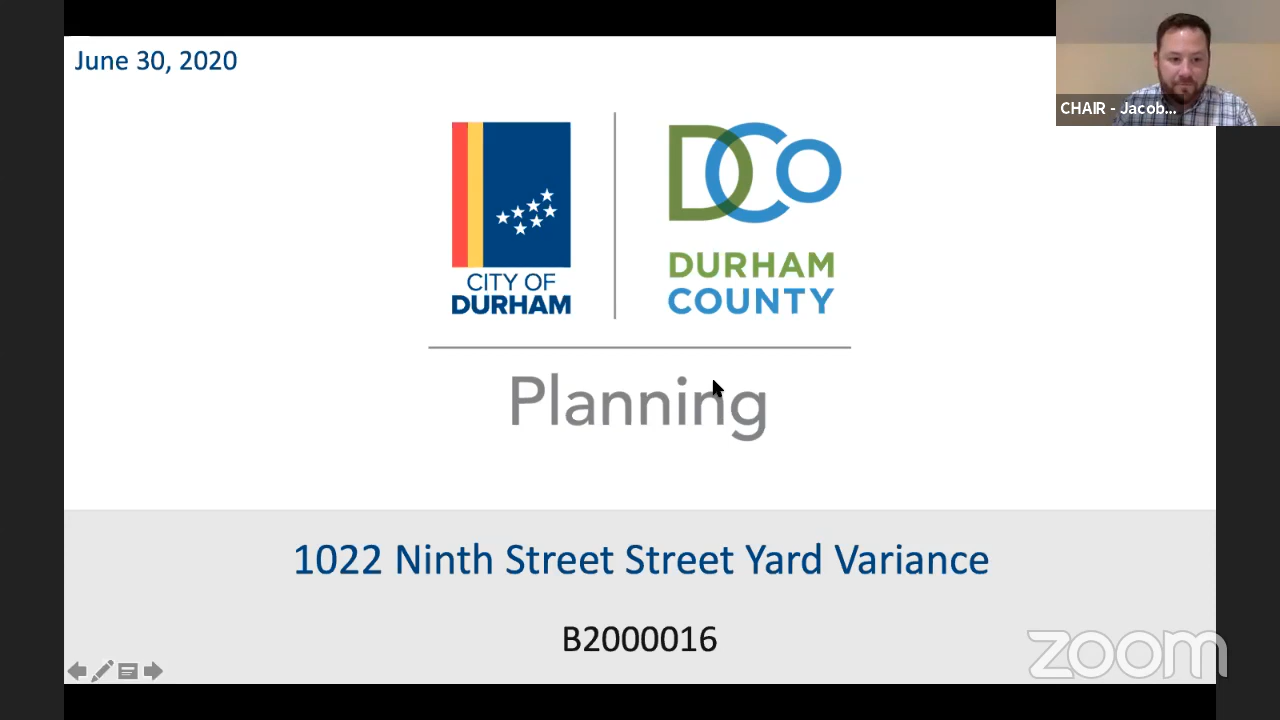 June 30, 2020
CHAIR - Jacob...
CITY OF
DURHAM
DCO
DURHAM
COUNTY
Planning
1022 Ninth Street Street Yard Variance
B2000016
zoom